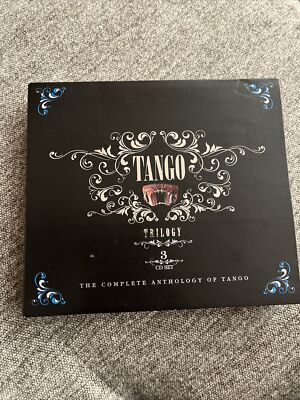 TANGO
TRILOGY
3
CD SET
THE COMPLETE ANTHOLOGY OF TANGO